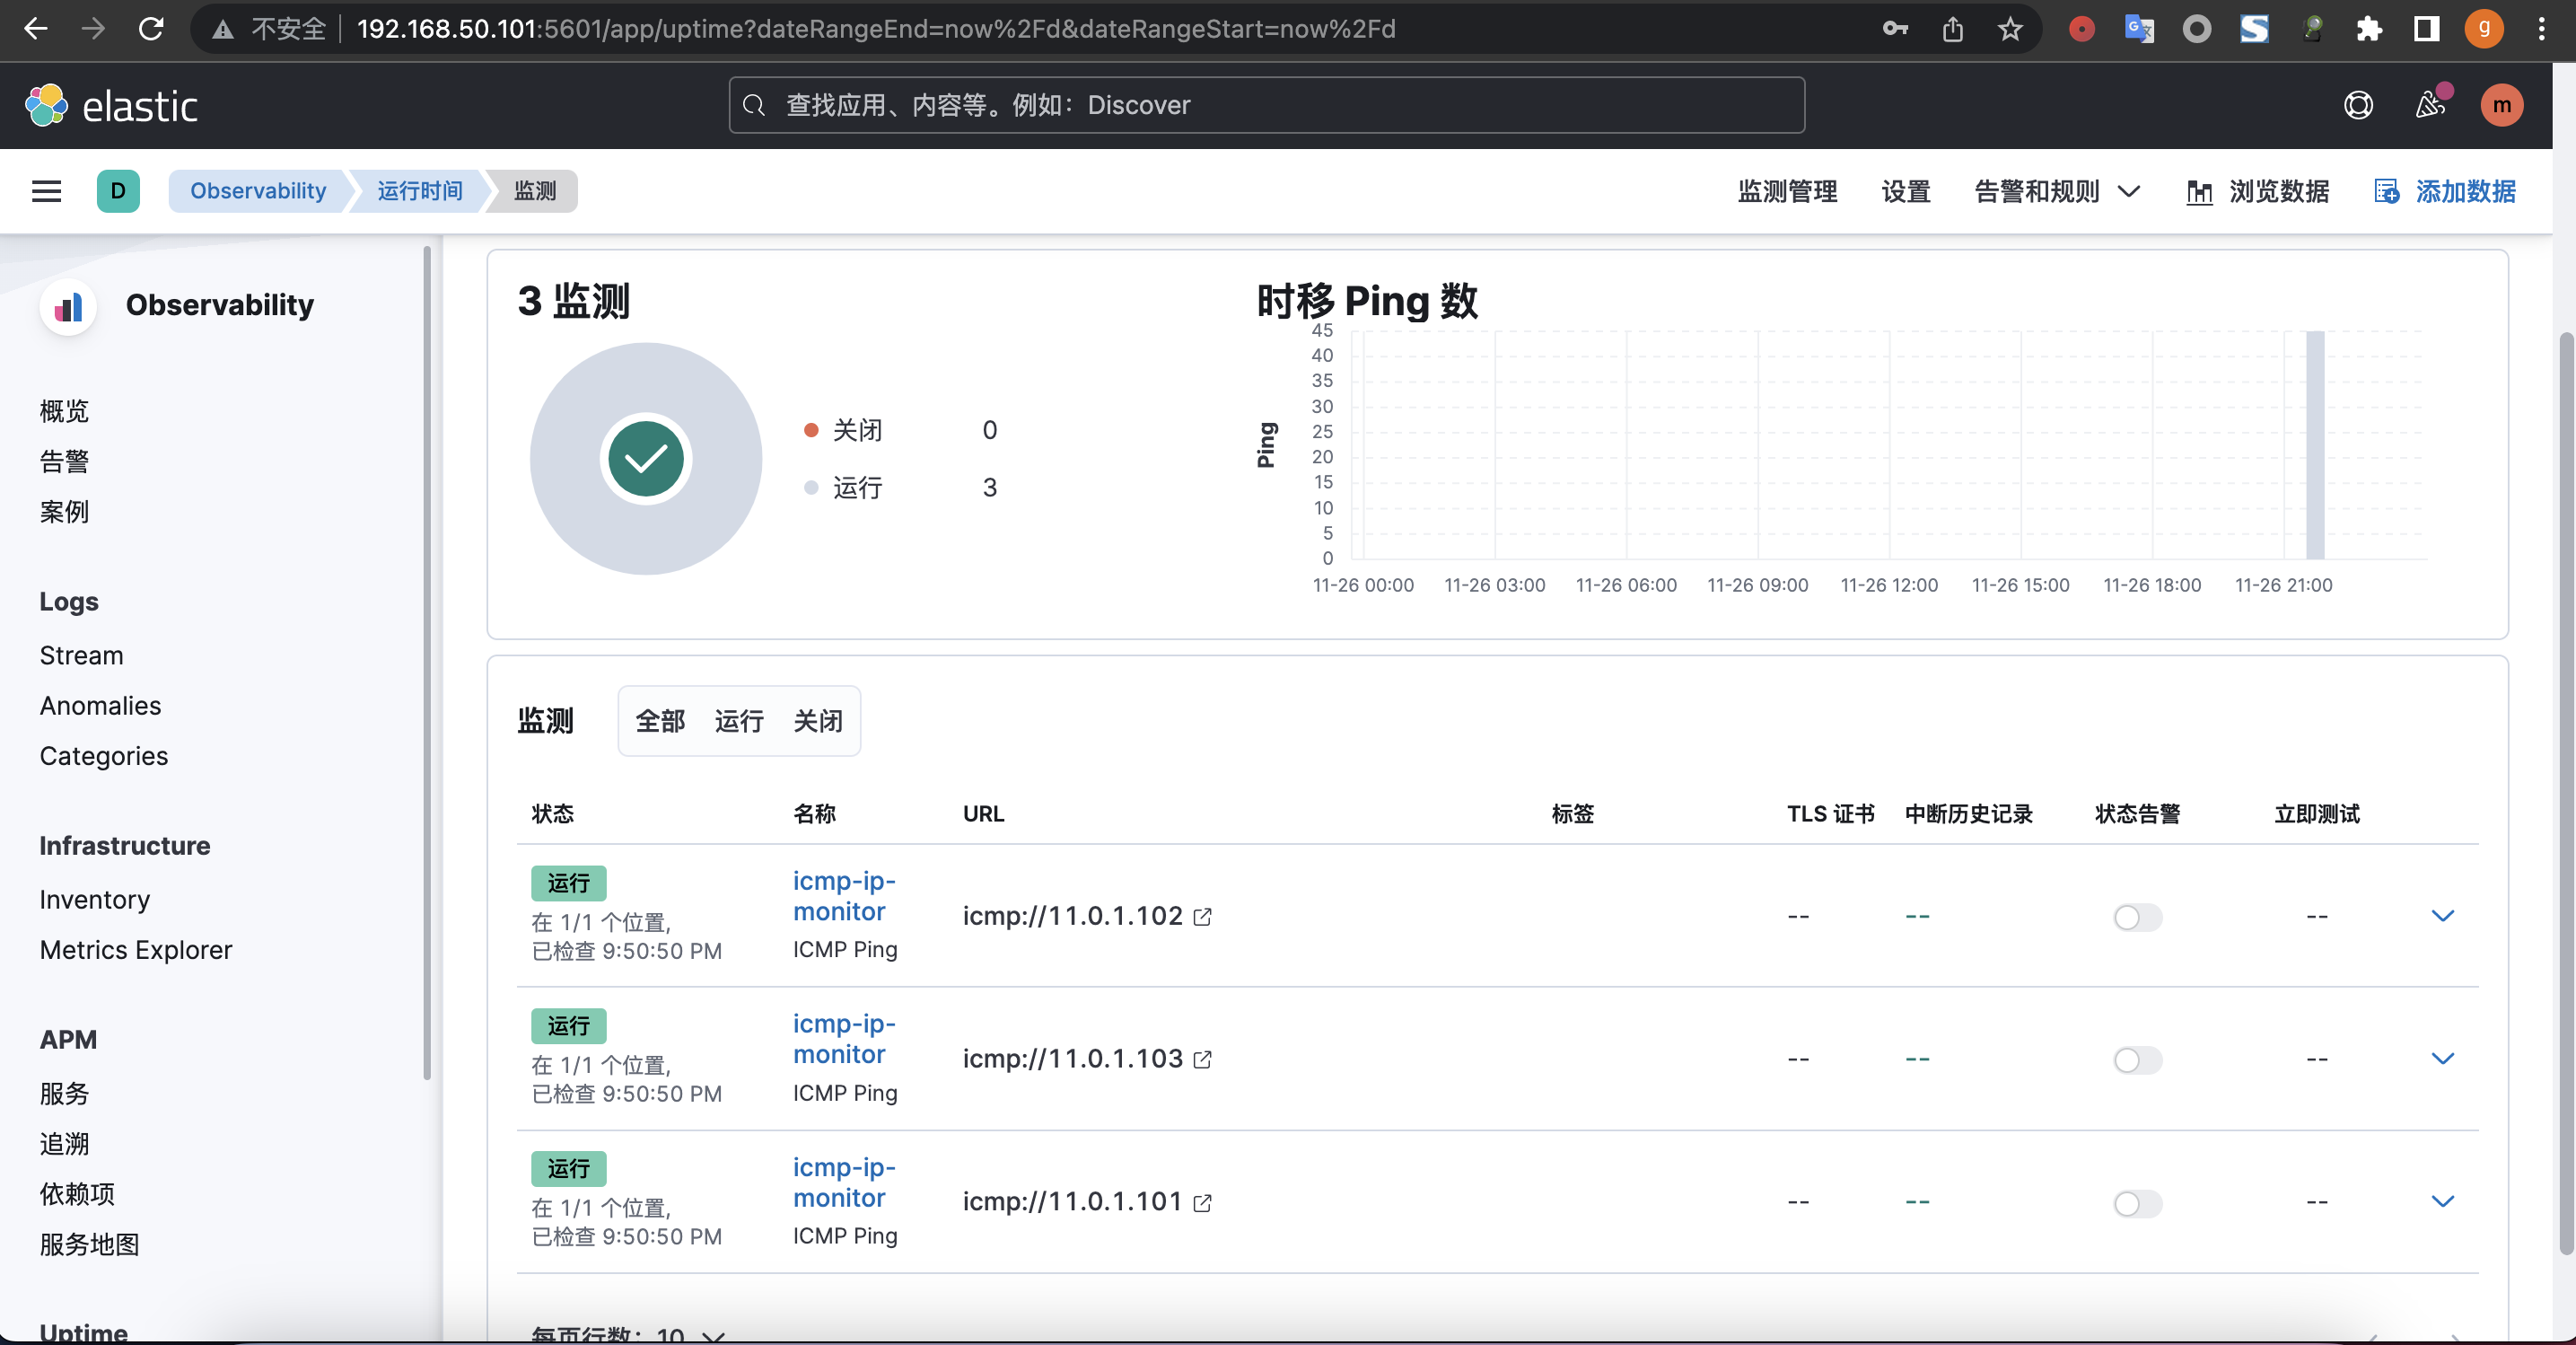 不安全 192.168.50.101:5601/app/uptime?dateRangeEnd=now%2Fd&dateRangeStart=now%2Fd g
elastic 查找应用、内容等。例如：Discover m
D Observability 运行时间 监测 监测管理 设置 告警和规则 浏览数据 添加数据
Observability
概览
告警
案例
Logs
Stream
Anomalies
Categories
Infrastructure
Inventory
Metrics Explorer
APM
服务
追溯
依赖项
服务地图
Uptime
3 监测
关闭 0
运行 3
时移 Ping 数
Ping
45
40
35
30
25
20
15
10
5
0
11-26 00:00 11-26 03:00 11-26 06:00 11-26 09:00 11-26 12:00 11-26 15:00 11-26 18:00 11-26 21:00
监测 全部 运行 关闭
状态 名称 URL 标签 TLS 证书 中断历史记录 状态告警 立即测试
运行
在 1/1 个位置,
已检查 9:50:50 PM
icmp-ip-
monitor
ICMP Ping
icmp://11.0.1.102 -- -- --
运行
在 1/1 个位置,
已检查 9:50:50 PM
icmp-ip-
monitor
ICMP Ping
icmp://11.0.1.103 -- -- --
运行
在 1/1 个位置,
已检查 9:50:50 PM
icmp-ip-
monitor
ICMP Ping
icmp://11.0.1.101 -- -- --
每页行数：10